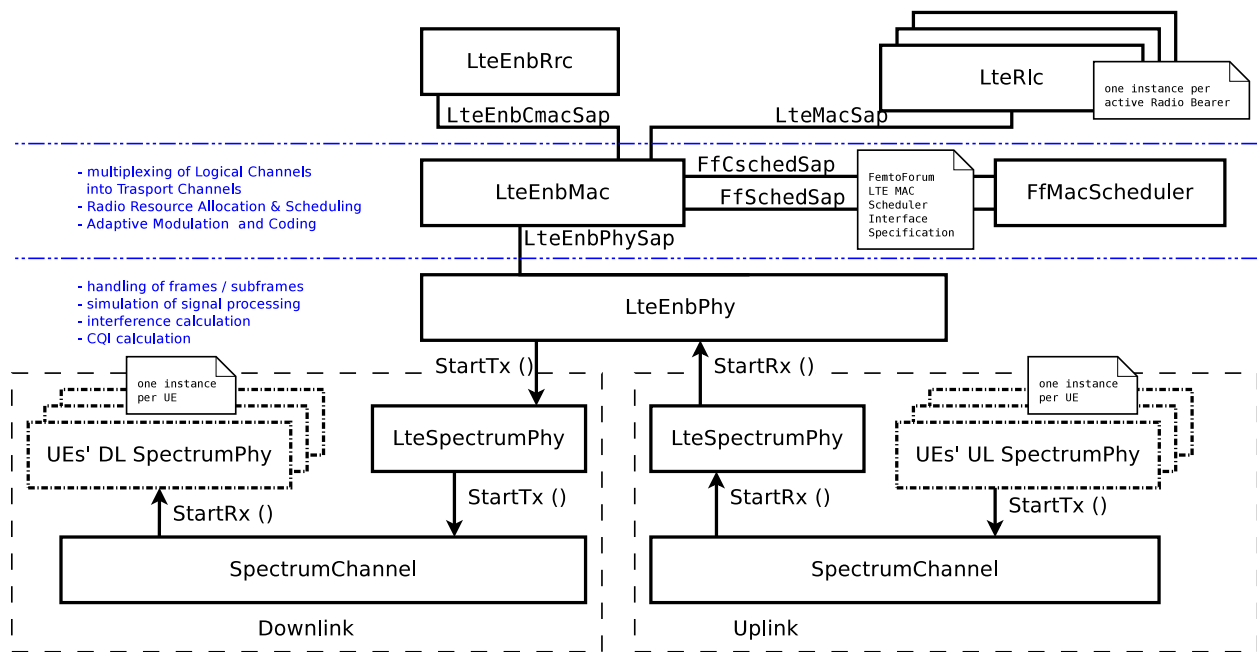 LteEnbRrc
LteRlc
one instance per
active Radio Bearer
LteEnbCmacSap
LteMacSap
- multiplexing of Logical Channels
into Trasport Channels
- Radio Resource Allocation & Scheduling
- Adaptive Modulation and Coding
LteEnbMac
FfCschedSap
FfSchedSap
FemtoForum
LTE MAC
Scheduler
Interface
Specification
FfMacScheduler
LteEnbPhySap
- handling of frames / subframes
- simulation of signal processing
- interference calculation
- CQI calculation
LteEnbPhy
StartTx ()
StartRx ()
one instance
per UE
UEs' DL SpectrumPhy
LteSpectrumPhy
LteSpectrumPhy
one instance
per UE
UEs' UL SpectrumPhy
StartRx ()
StartTx ()
StartRx ()
StartTx ()
SpectrumChannel
SpectrumChannel
Downlink
Uplink